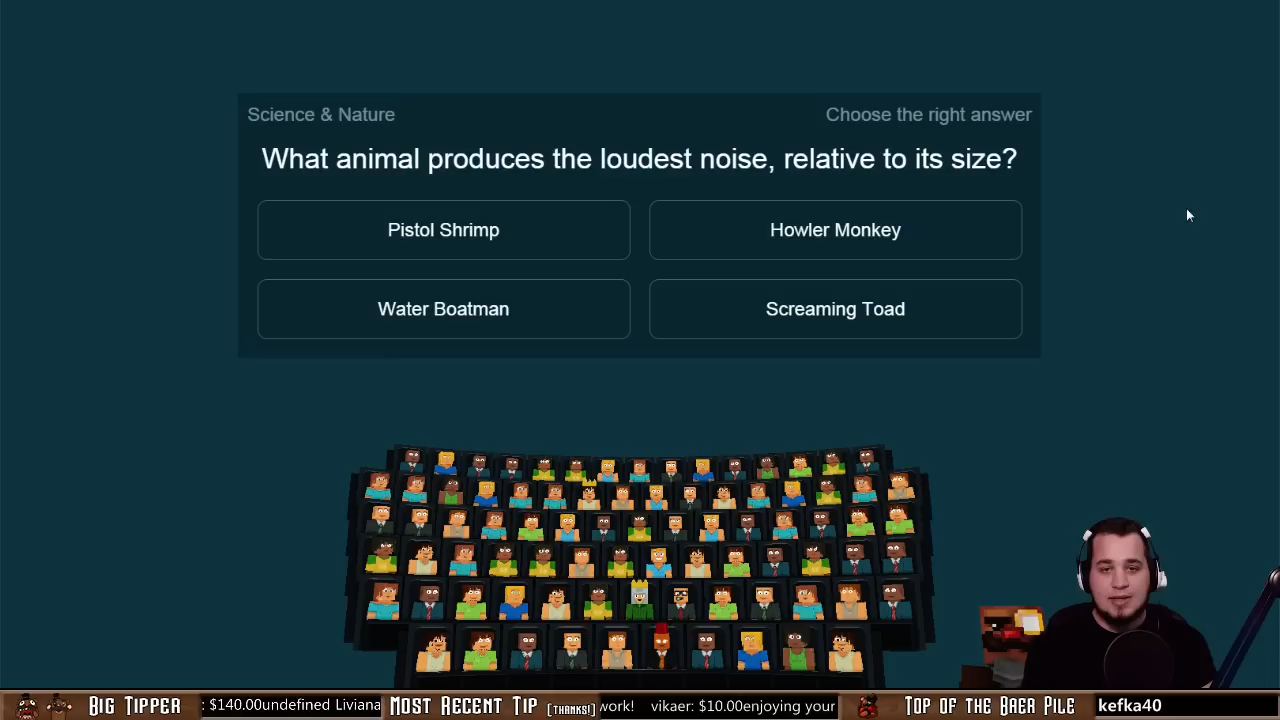 Science & Nature
Choose the right answer
What animal produces the loudest noise, relative to its size?
Pistol Shrimp
Howler Monkey
Water Boatman
Screaming Toad
BIG TIPPER
: $140.00undefined Liviana
MOST RECENT TIP [THANKS!]
work! vikaer: $10.00enjoying your
TOP OF THE BAER PILE
kefka40